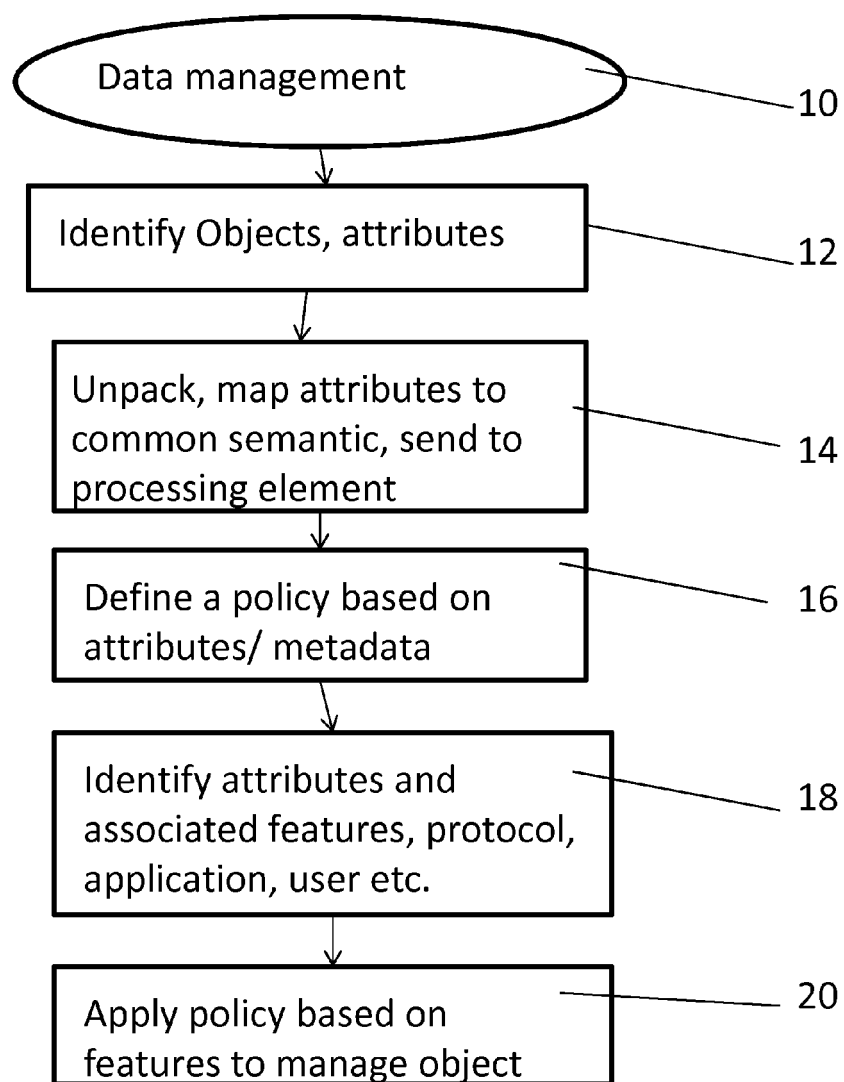 Data management
10
Identify Objects, attributes
12
Unpack, map attributes to
common semantic, send to
processing element
14
Define a policy based on
attributes/ metadata
16
Identify attributes and
associated features, protocol,
application, user etc.
18
Apply policy based on
features to manage object
20